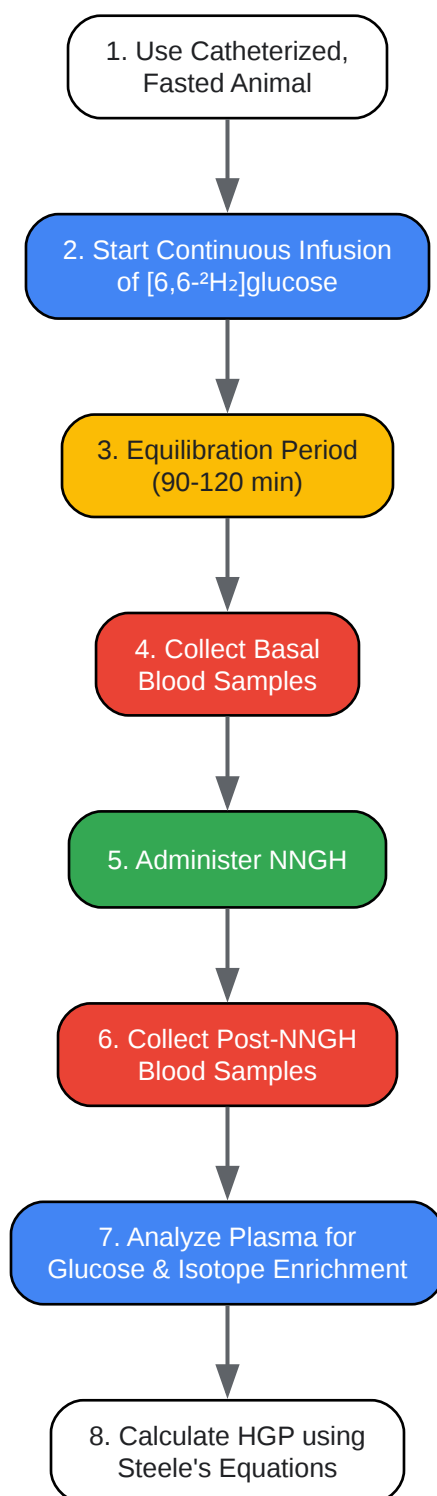 1. Use Catheterized,
Fasted Animal
2. Start Continuous Infusion
of [6,6-²H₂]glucose
3. Equilibration Period
(90-120 min)
4. Collect Basal
Blood Samples
5. Administer NNGH
6. Collect Post-NNGH
Blood Samples
7. Analyze Plasma for
Glucose & Isotope Enrichment
8. Calculate HGP using
Steele's Equations